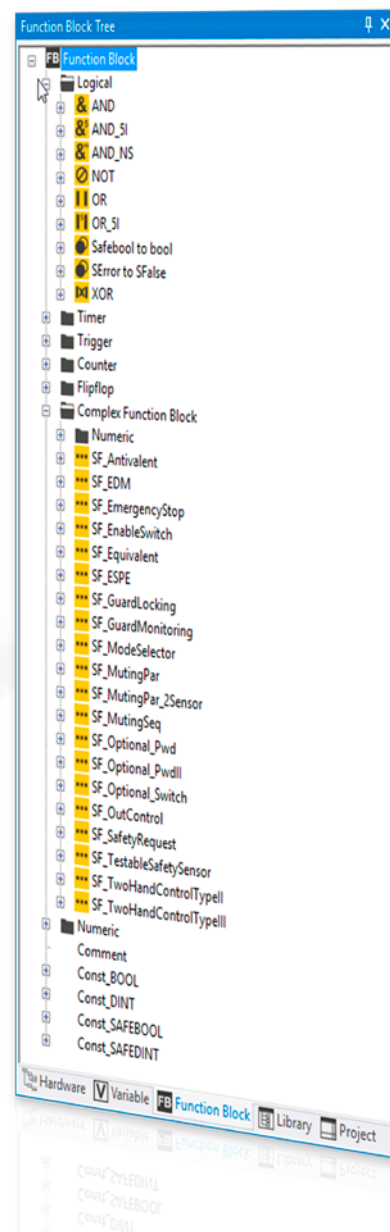 Function Block Tree
FB Function Block
Logical
& AND
&5 AND_5I
AND_NS
NOT
OR
OR_5I
Safebool to bool
SError to SFalse
XOR
Timer
Trigger
Counter
Flipflop
Complex Function Block
Numeric
SF_Antivalent
SF_EDM
SF_EmergencyStop
SF_EnableSwitch
SF_Equivalent
SF_ESPE
SF_GuardLocking
SF_GuardMonitoring
SF_ModeSelector
SF_MutingPar
SF_MutingPar_2Sensor
SF_MutingSeq
SF_Optional_Pwd
SF_Optional_PwdII
SF_Optional_Switch
SF_OutControl
SF_SafetyRequest
SF_TestableSafetySensor
SF_TwoHandControlTypeII
SF_TwoHandControlTypeIII
Numeric
Comment
Const_BOOL
Const_DINT
Const_SAFEBOOL
Const_SAFEDINT
Hardware V Variable FB Function Block Library Project